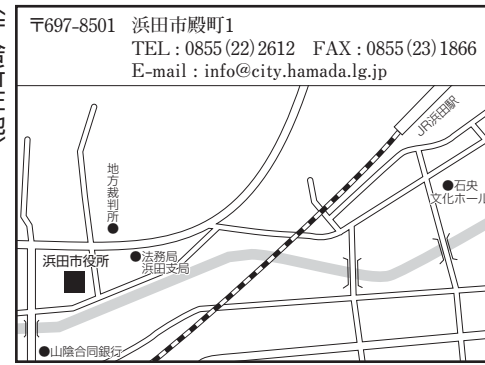 〒697-8501 浜田市殿町1
TEL : 0855(22)2612 FAX : 0855(23)1866
E-mail : info@city.hamada.lg.jp
JR浜田駅
地方裁判所
●石央
文化ホール
浜田市役所
●法務局
浜田支局
●山陰合同銀行